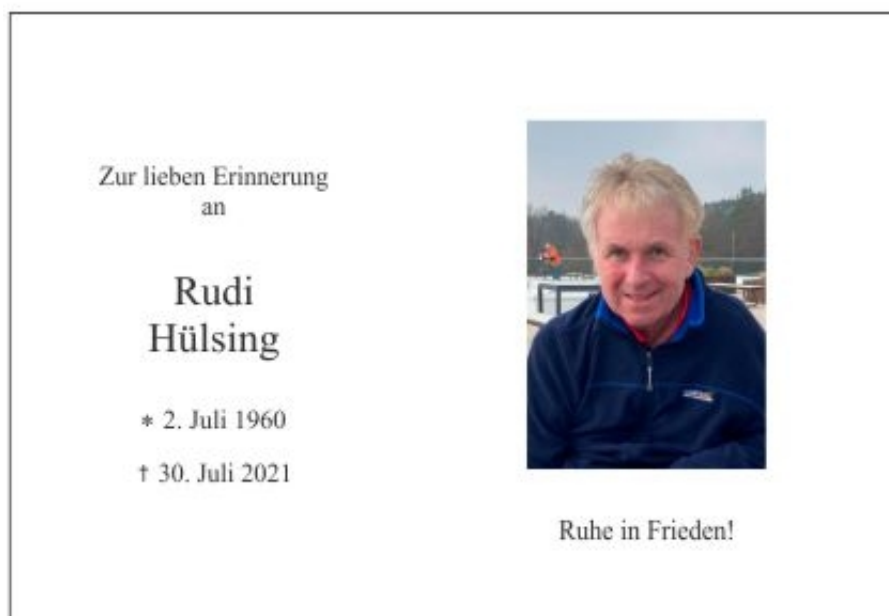 Zur lieben Erinnerung
an
Rudi
Hülsing
* 2. Juli 1960
† 30. Juli 2021
Ruhe in Frieden!